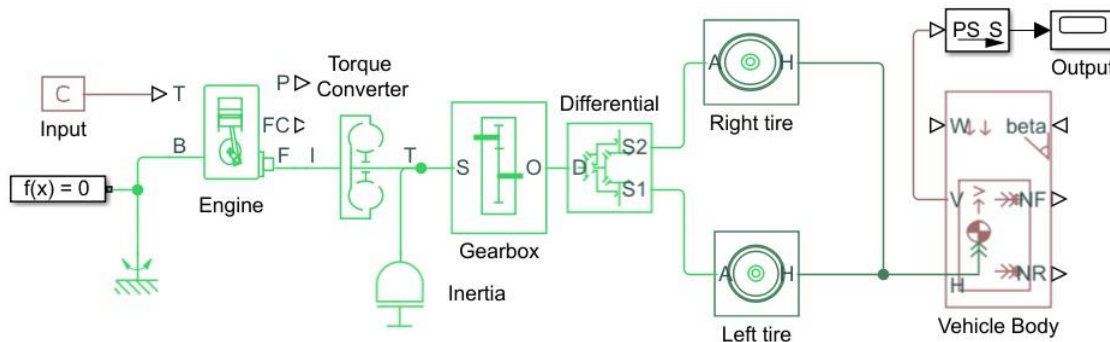 PS S
Output
Torque
Converter
P
C
T
Input
FC
B
F
I
T
Engine
f(x) = 0
S
O
Gearbox
Inertia
Differential
D
S2
S1
A
H
Right tire
A
H
Left tire
W
beta
V
NF
H
NR
Vehicle Body